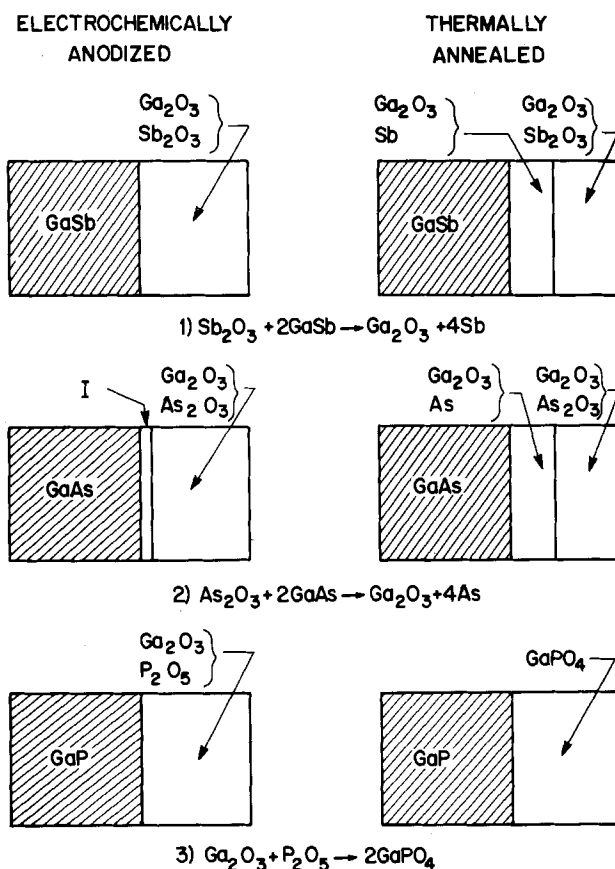 ELECTROCHEMICALLY
ANODIZED
THERMALLY
ANNEALED
Ga₂O₃
Sb₂O₃
GaSb
Ga₂O₃
Sb
Ga₂O₃
Sb₂O₃
GaSb
1) Sb₂O₃ + 2GaSb → Ga₂O₃ + 4Sb
I
Ga₂O₃
As₂O₃
GaAs
Ga₂O₃
As
Ga₂O₃
As₂O₃
GaAs
2) As₂O₃ + 2GaAs → Ga₂O₃ + 4As
Ga₂O₃
P₂O₅
GaP
GaPO₄
GaP
3) Ga₂O₃ + P₂O₅ → 2GaPO₄